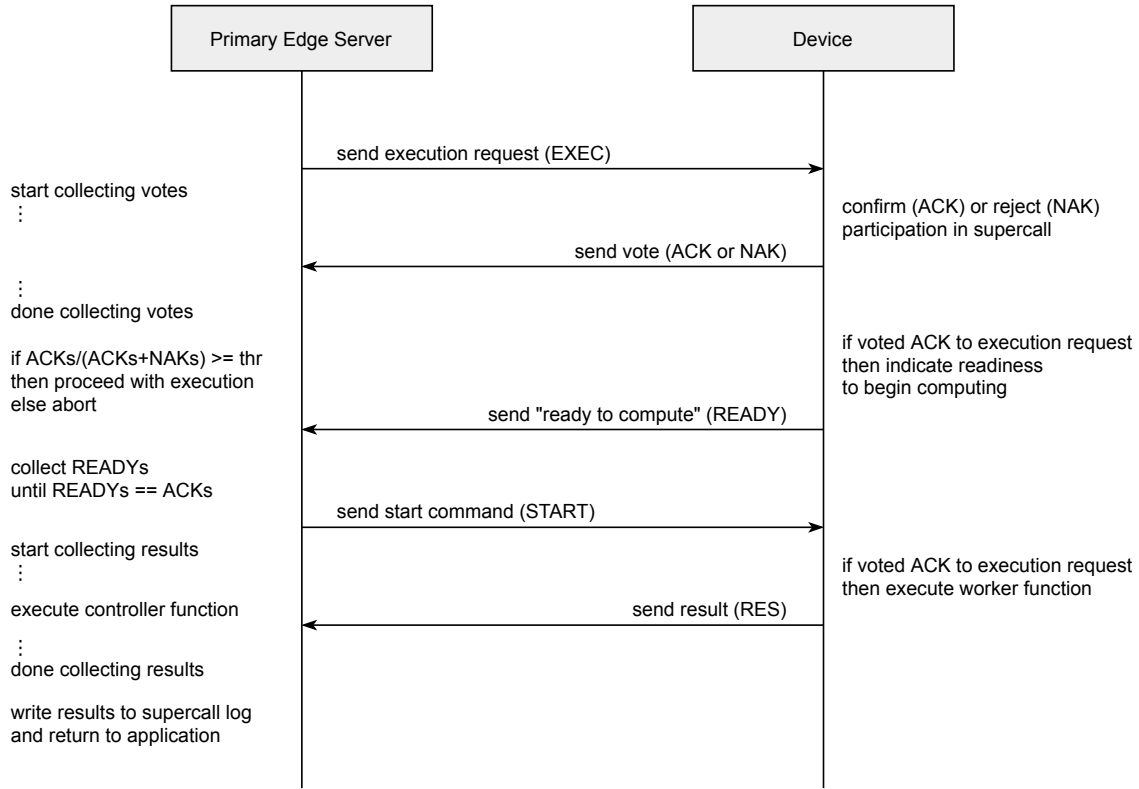 Primary Edge Server
Device
send execution request (EXEC)
start collecting votes
⋮
confirm (ACK) or reject (NAK)
participation in supercall
send vote (ACK or NAK)
⋮
done collecting votes
if ACKs/(ACKs+NAKs) >= thr
then proceed with execution
else abort
if voted ACK to execution request
then indicate readiness
to begin computing
send "ready to compute" (READY)
collect READYs
until READYs == ACKs
send start command (START)
start collecting results
⋮
if voted ACK to execution request
then execute worker function
execute controller function
send result (RES)
⋮
done collecting results
write results to supercall log
and return to application